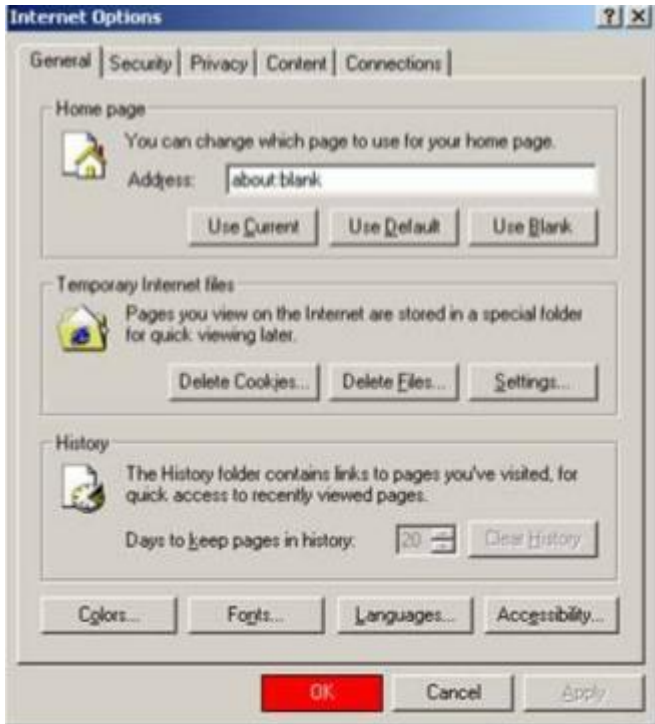 Internet Options
General Security Privacy Content Connections
Home page
You can change which page to use for your home page.
Address: about:blank
Use Current Use Default Use Blank
Temporary Internet files
Pages you view on the Internet are stored in a special folder
for quick viewing later.
Delete Cookies... Delete Files... Settings...
History
The History folder contains links to pages you've visited, for
quick access to recently viewed pages.
Days to keep pages in history: 20 Clear History
Colors... Fonts... Languages... Accessibility...
OK Cancel Apply